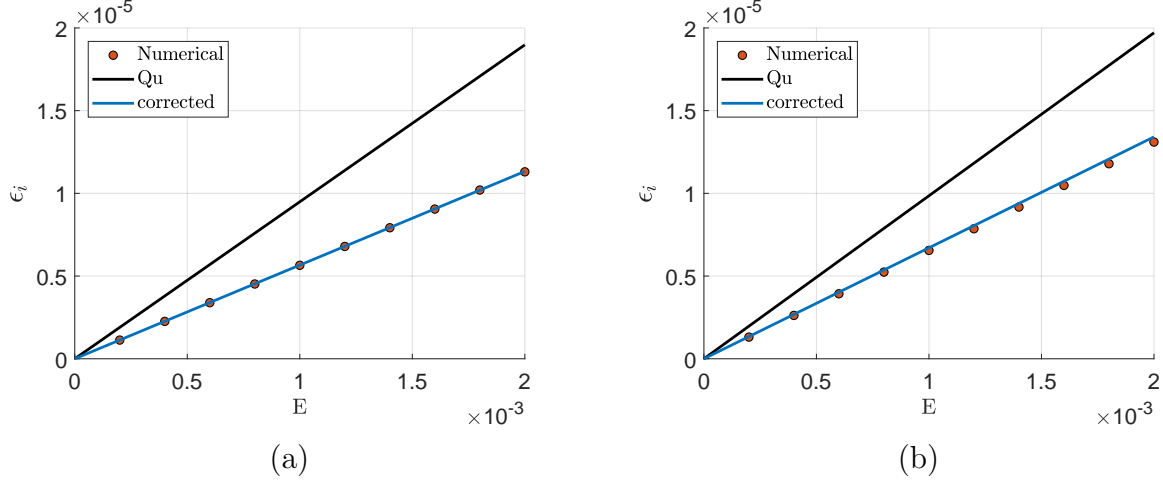 ×10⁻⁵
2
1.5
1
0.5
0
ϵᵢ
Numerical
Qu
corrected
0 0.5 1 1.5 2
E
×10⁻³
(a)
×10⁻⁵
2
1.5
1
0.5
0
ϵᵢ
Numerical
Qu
corrected
0 0.5 1 1.5 2
E
×10⁻³
(b)